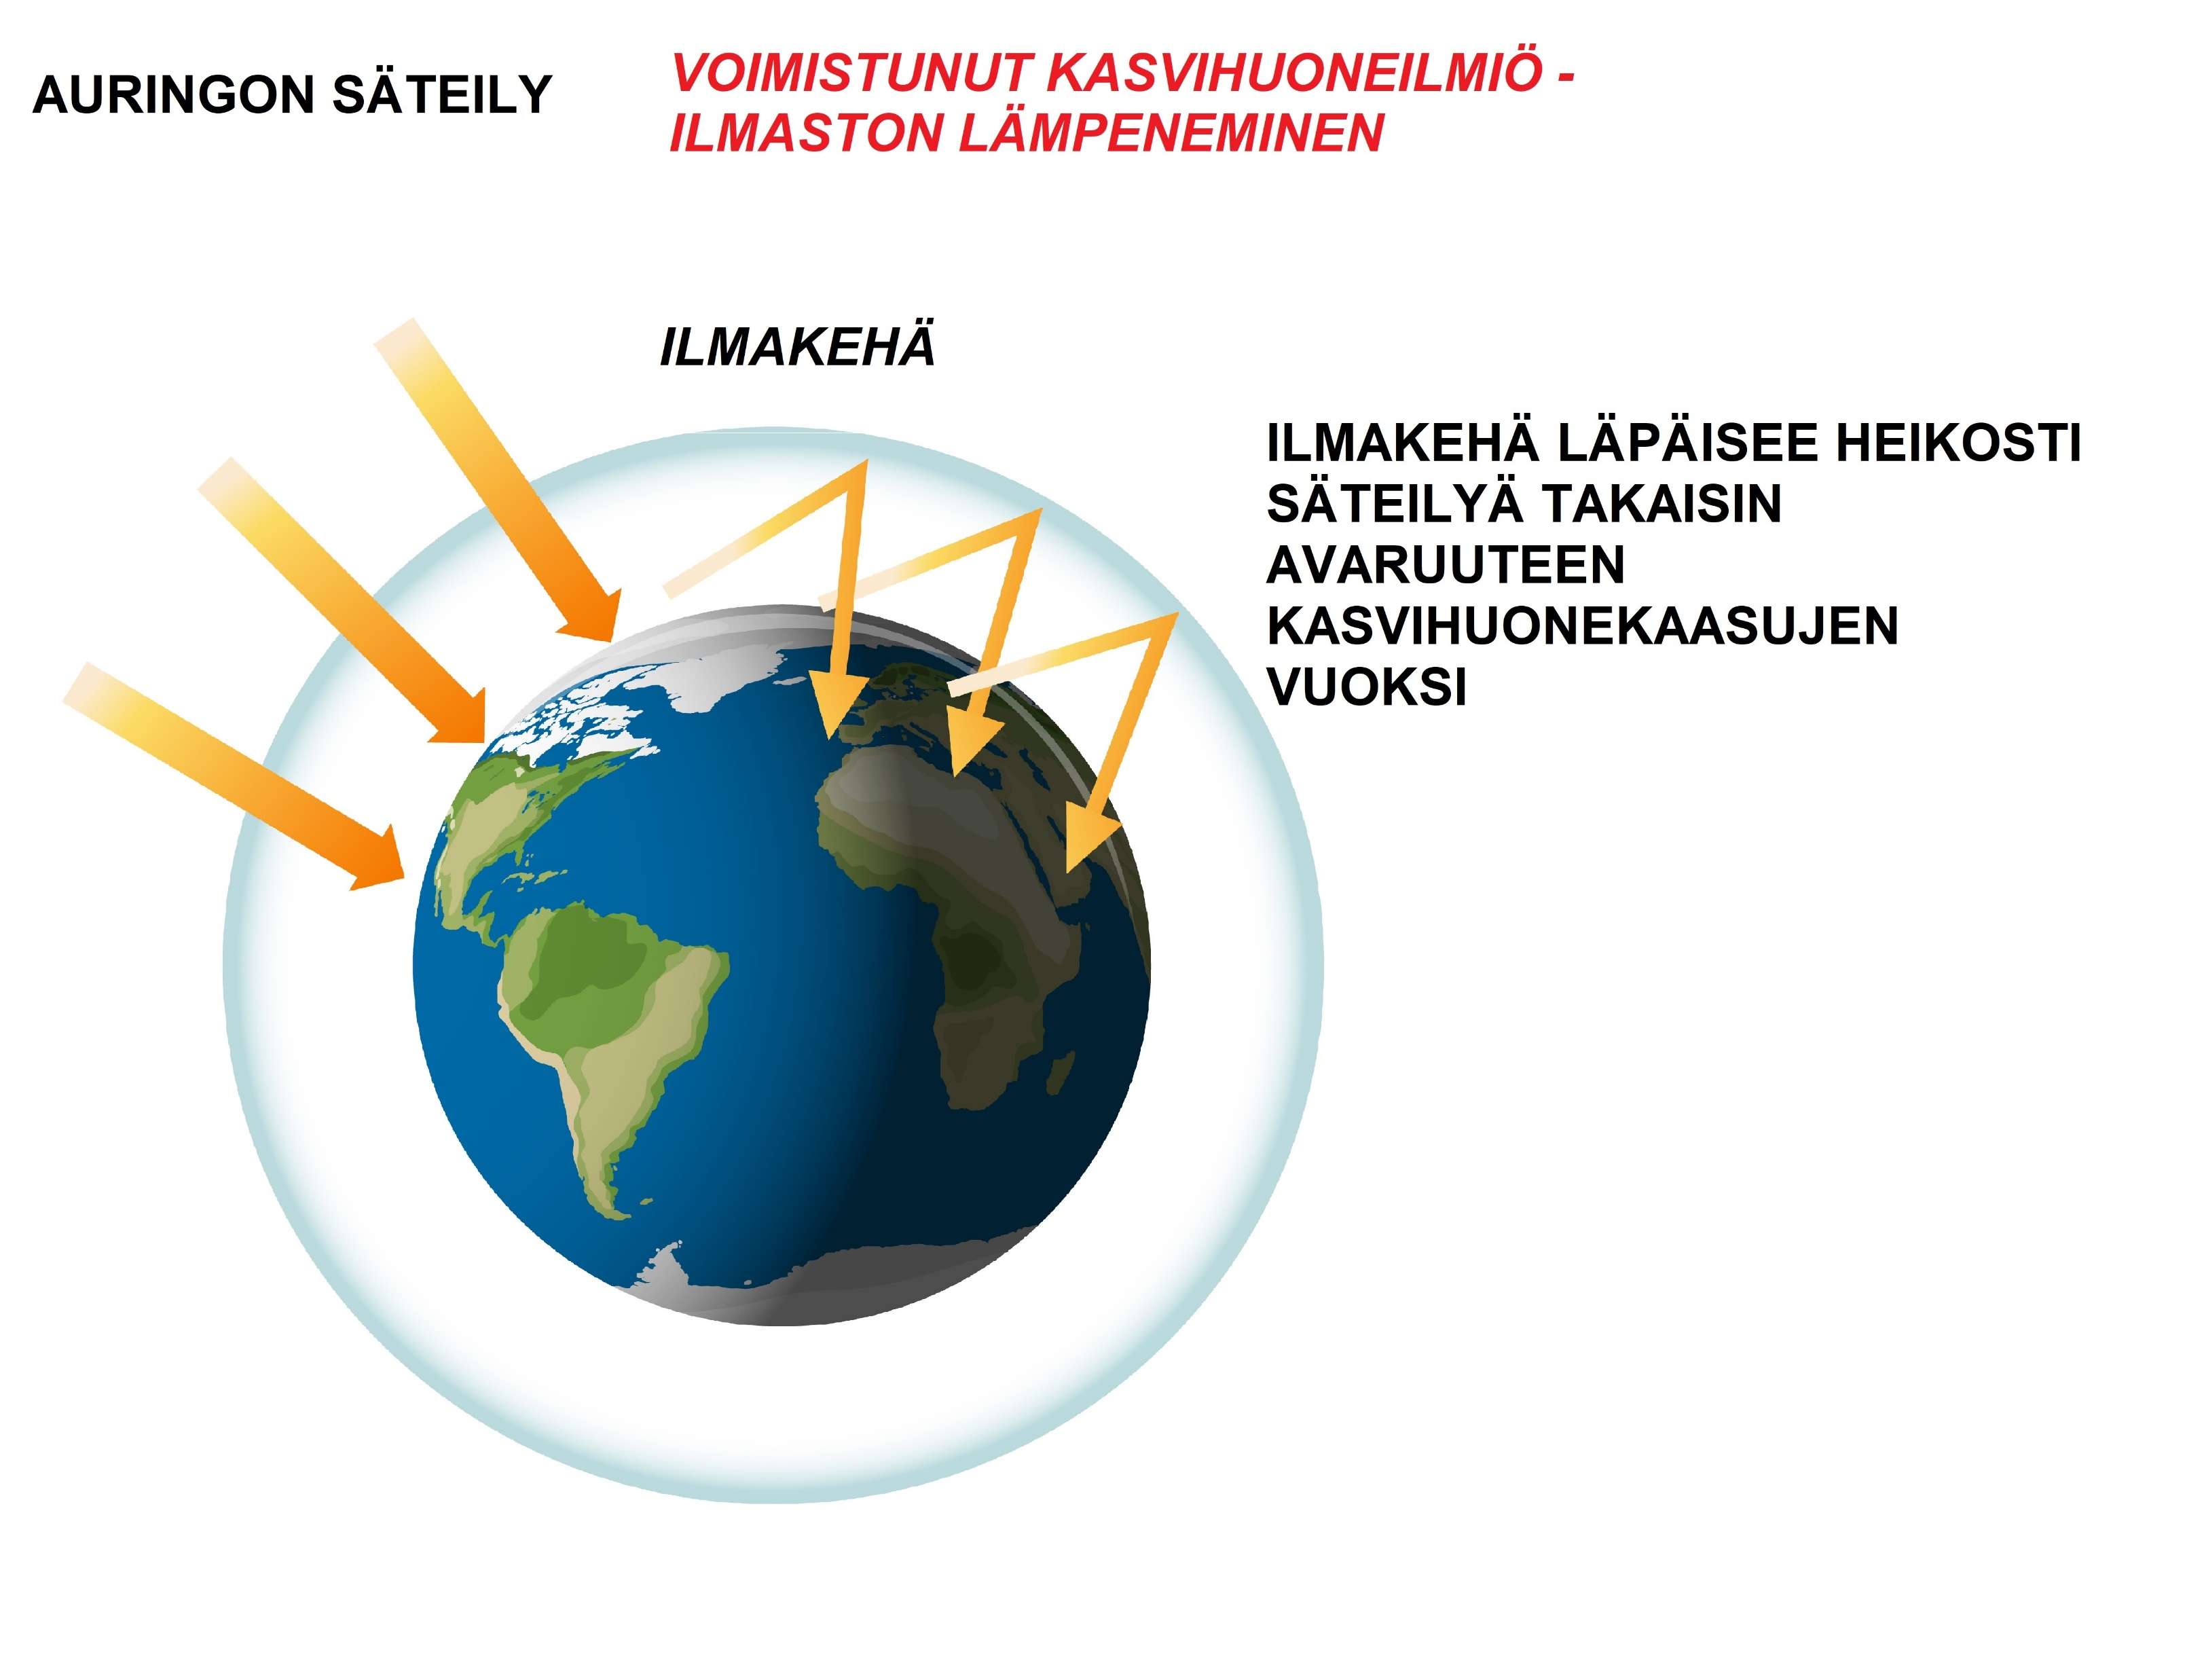 AURINGON SÄTEILY
VOIMISTUNUT KASVIHUONEILMIÖ -
ILMASTON LÄMPENEMINEN
ILMAKEHÄ
ILMAKEHÄ LÄPÄISEE HEIKOSTI
SÄTEILYÄ TAKAISIN
AVARUUTEEN
KASVIHUONEKAASUJEN
VUOKSI